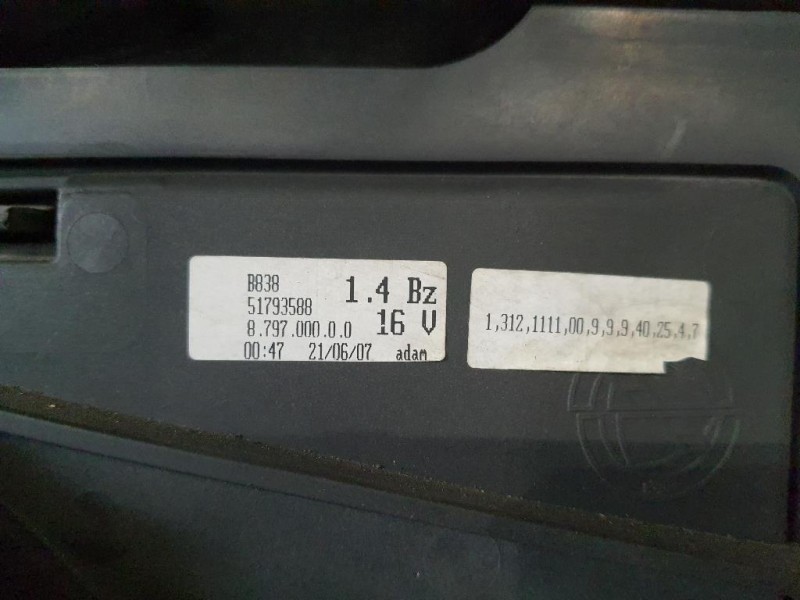 B838
1.4 Bz
51793588
8.797.000.0.0 16 V
00:47 21/06/07 adam
1,312,1111,00,9,9,9,40,25,4,7